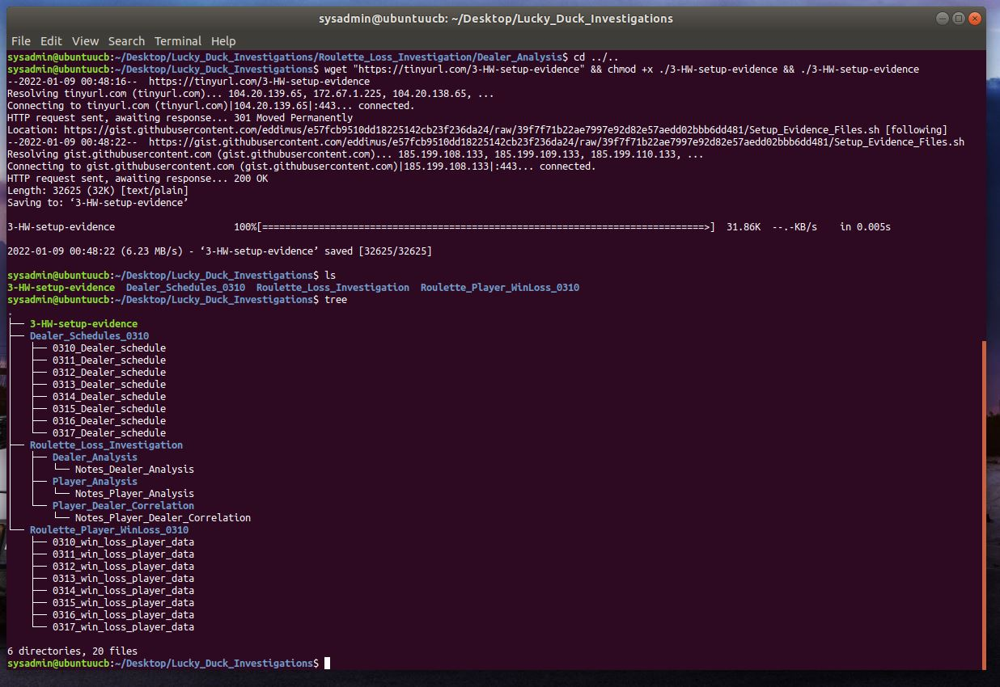 sysadmin@ubuntuucb: ~/Desktop/Lucky_Duck_Investigations
File Edit View Search Terminal Help
sysadmin@ubuntuucb:~/Desktop/Lucky_Duck_Investigations/Roulette_Loss_Investigation/Dealer_Analysis$ cd ../..
sysadmin@ubuntuucb:~/Desktop/Lucky_Duck_Investigations$ wget "https://tinyurl.com/3-HW-setup-evidence" && chmod +x ./3-HW-setup-evidence && ./3-HW-setup-evidence
--2022-01-09 00:48:16--  https://tinyurl.com/3-HW-setup-evidence
Resolving tinyurl.com (tinyurl.com)... 104.20.139.65, 172.67.1.225, 104.20.138.65, ...
Connecting to tinyurl.com (tinyurl.com)|104.20.139.65|:443... connected.
HTTP request sent, awaiting response... 301 Moved Permanently
Location: https://gist.githubusercontent.com/eddimus/e57fcb9510dd18225142cb23f236da24/raw/39f7f71b22ae7997e92d82e57aedd02bbb6dd481/Setup_Evidence_Files.sh [following]
--2022-01-09 00:48:22--  https://gist.githubusercontent.com/eddimus/e57fcb9510dd18225142cb23f236da24/raw/39f7f71b22ae7997e92d82e57aedd02bbb6dd481/Setup_Evidence_Files.sh
Resolving gist.githubusercontent.com (gist.githubusercontent.com)... 185.199.108.133, 185.199.109.133, 185.199.110.133, ...
Connecting to gist.githubusercontent.com (gist.githubusercontent.com)|185.199.108.133|:443... connected.
HTTP request sent, awaiting response... 200 OK
Length: 32625 (32K) [text/plain]
Saving to: ‘3-HW-setup-evidence’
3-HW-setup-evidence 100%[==============================================================================>] 31.86K --.-KB/s in 0.005s
2022-01-09 00:48:22 (6.23 MB/s) - ‘3-HW-setup-evidence’ saved [32625/32625]
sysadmin@ubuntuucb:~/Desktop/Lucky_Duck_Investigations$ ls
3-HW-setup-evidence  Dealer_Schedules_0310  Roulette_Loss_Investigation  Roulette_Player_WinLoss_0310
sysadmin@ubuntuucb:~/Desktop/Lucky_Duck_Investigations$ tree
.
├── 3-HW-setup-evidence
├── Dealer_Schedules_0310
│   ├── 0310_Dealer_schedule
│   ├── 0311_Dealer_schedule
│   ├── 0312_Dealer_schedule
│   ├── 0313_Dealer_schedule
│   ├── 0314_Dealer_schedule
│   ├── 0315_Dealer_schedule
│   ├── 0316_Dealer_schedule
│   └── 0317_Dealer_schedule
├── Roulette_Loss_Investigation
│   ├── Dealer_Analysis
│   │   └── Notes_Dealer_Analysis
│   ├── Player_Analysis
│   │   └── Notes_Player_Analysis
│   └── Player_Dealer_Correlation
│       └── Notes_Player_Dealer_Correlation
└── Roulette_Player_WinLoss_0310
    ├── 0310_win_loss_player_data
    ├── 0311_win_loss_player_data
    ├── 0312_win_loss_player_data
    ├── 0313_win_loss_player_data
    ├── 0314_win_loss_player_data
    ├── 0315_win_loss_player_data
    ├── 0316_win_loss_player_data
    └── 0317_win_loss_player_data
6 directories, 20 files
sysadmin@ubuntuucb:~/Desktop/Lucky_Duck_Investigations$